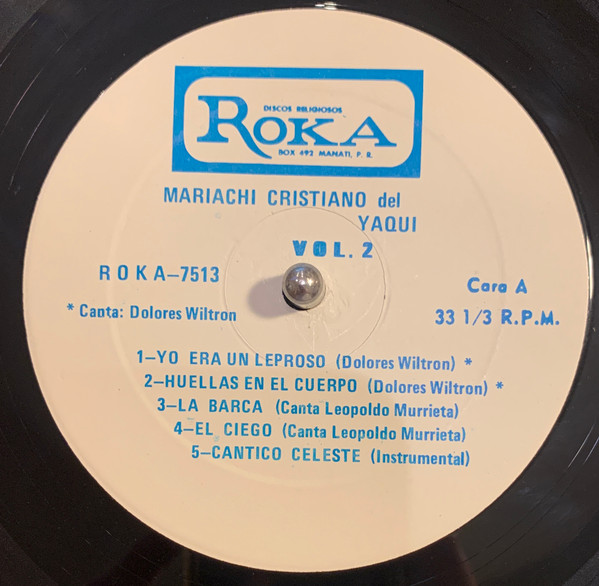 DISCOS RELIGIOSOS
ROKA
BOX 692 MANATI, P. R.
MARIACHI CRISTIANO del
YAQUI
VOL. 2
ROKA-7513
Cara A
* Canta: Dolores Wiltron
33 1/3 R.P.M.
1-YO ERA UN LEPROSO (Dolores Wiltron) *
2-HUELLAS EN EL CUERPO (Dolores Wiltron) *
3-LA BARCA (Canta Leopoldo Murrieta)
4-EL CIEGO (Canta Leopoldo Murrieta)
5-CANTICO CELESTE (Instrumental)